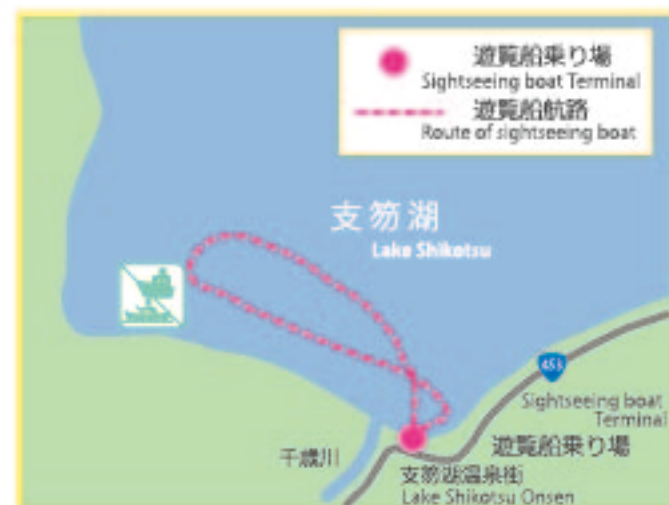 遊覧船乗り場
Sightseeing boat Terminal
遊覧船航路
Route of sightseeing boat
支笏湖
Lake Shikotsu
453
Sightseeing boat
Terminal
遊覧船乗り場
千歳川
支笏湖温泉街
Lake Shikotsu Onsen